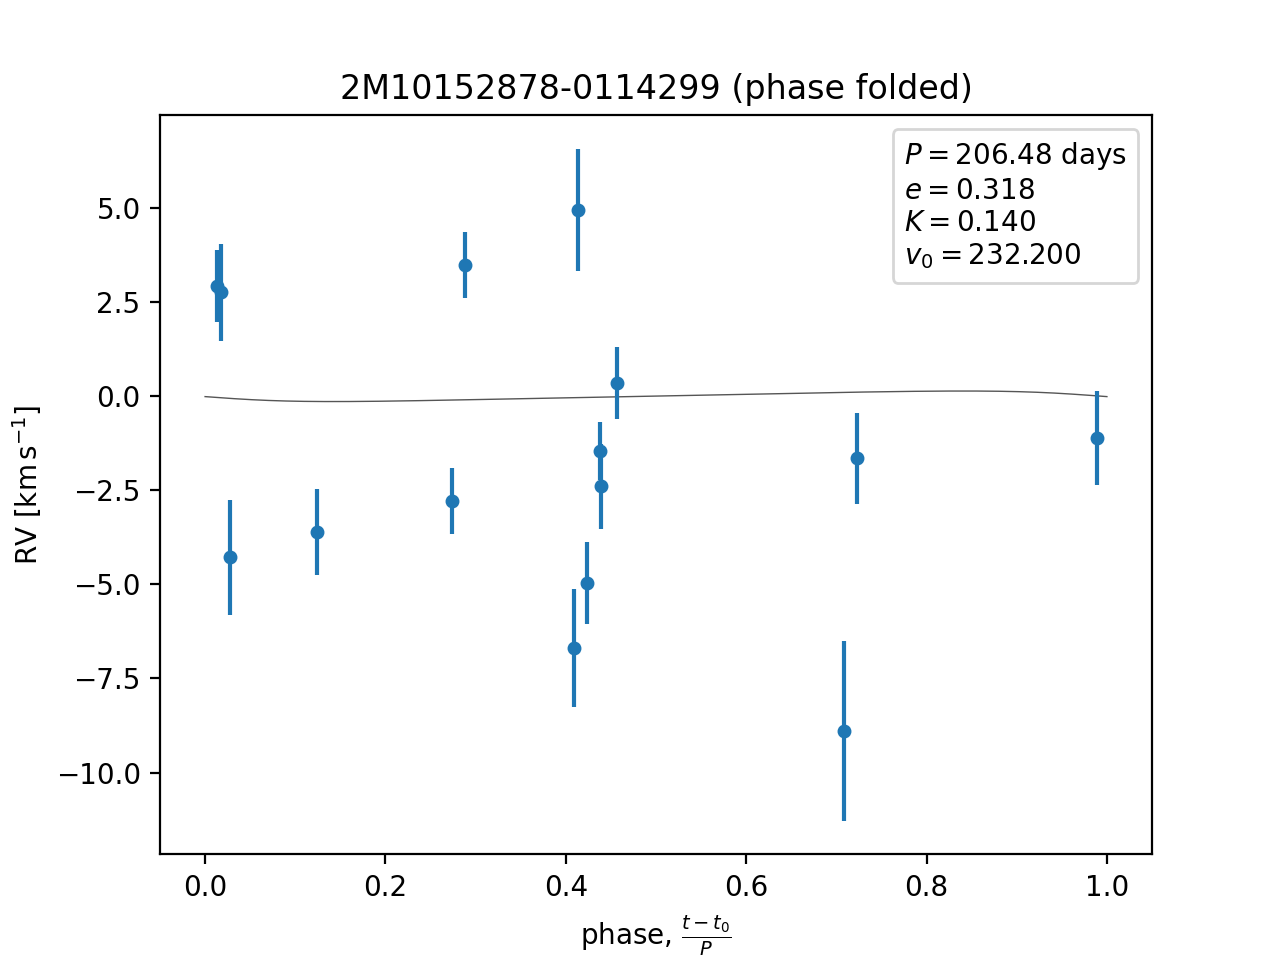 2M10152878-0114299 (phase folded)
P = 206.48 days
e = 0.318
K = 0.140
v₀ = 232.200
5.0
2.5
0.0
−2.5
−5.0
−7.5
−10.0
RV [km s⁻¹]
0.0 0.2 0.4 0.6 0.8 1.0
phase, (t − t₀)/P